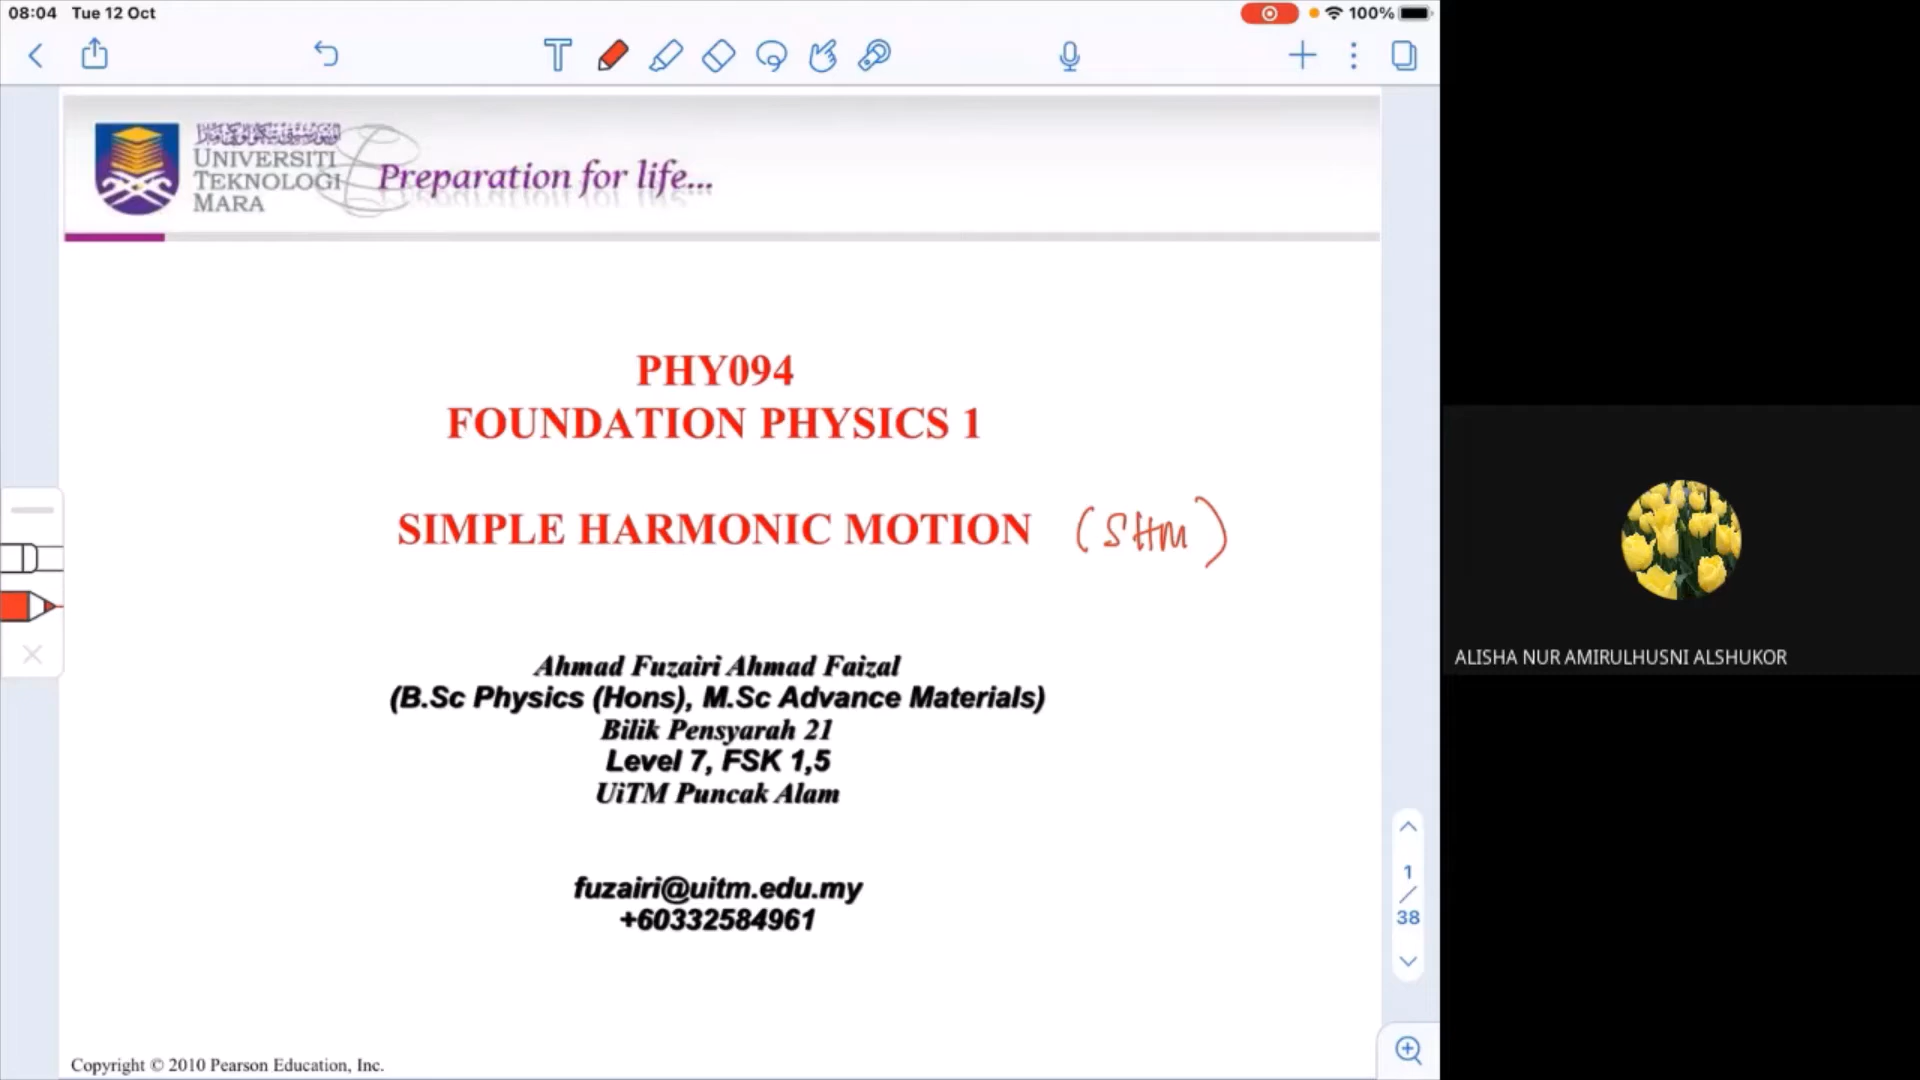 08:04 Tue 12 Oct
100%
UNIVERSITI
TEKNOLOGI
MARA
Preparation for life...
PHY094
FOUNDATION PHYSICS 1
SIMPLE HARMONIC MOTION (SHM)
Ahmad Fuzairi Ahmad Faizal
(B.Sc Physics (Hons), M.Sc Advance Materials)
Bilik Pensyarah 21
Level 7, FSK 1,5
UiTM Puncak Alam
fuzairi@uitm.edu.my
+60332584961
1
/
38
Copyright © 2010 Pearson Education, Inc.
ALISHA NUR AMIRULHUSNI ALSHUKOR